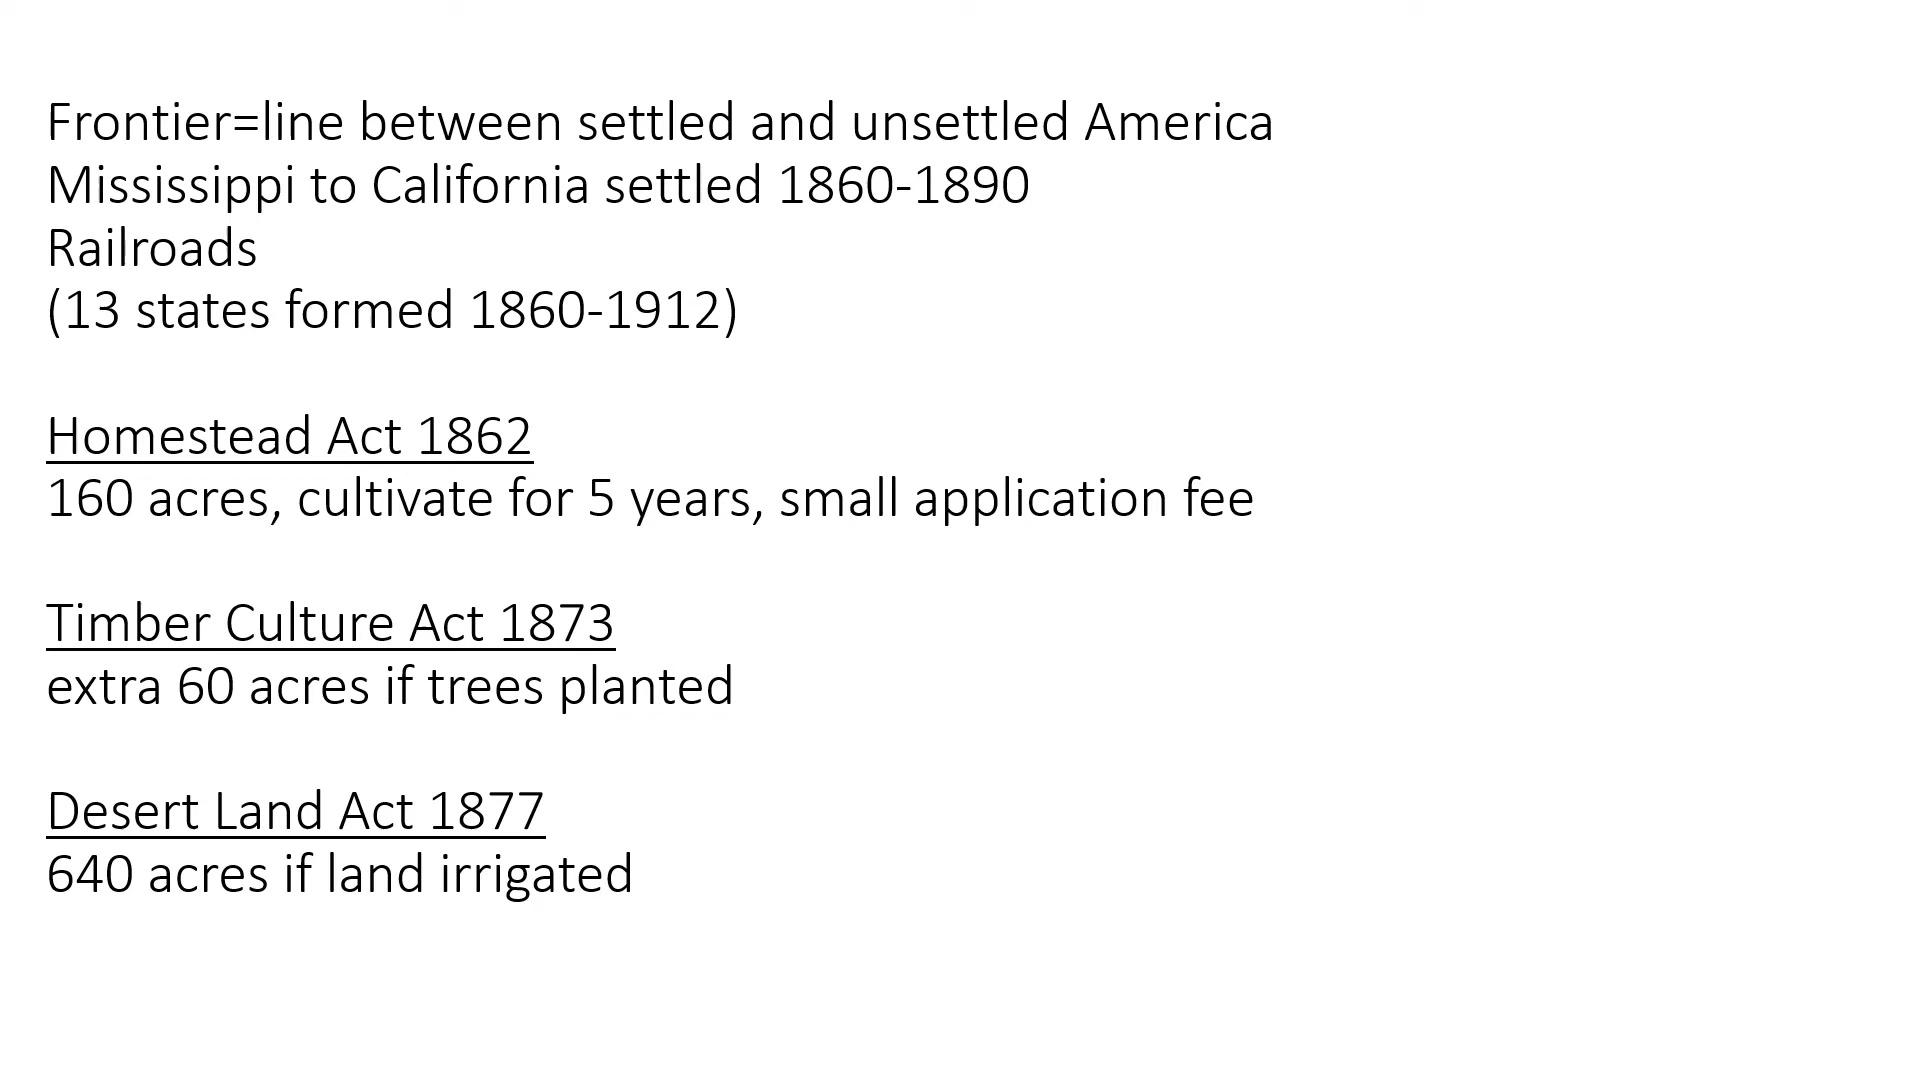 Frontier=line between settled and unsettled America
Mississippi to California settled 1860-1890
Railroads
(13 states formed 1860-1912)
Homestead Act 1862
160 acres, cultivate for 5 years, small application fee
Timber Culture Act 1873
extra 60 acres if trees planted
Desert Land Act 1877
640 acres if land irrigated